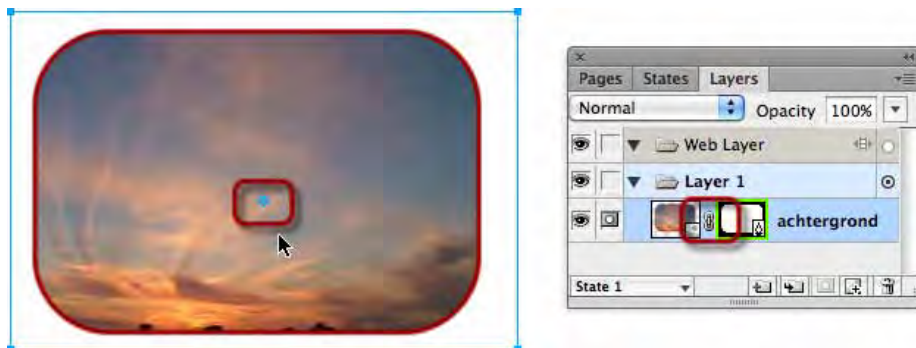 Pages States Layers
Normal Opacity 100%
Web Layer
Layer 1
achtergrond
State 1